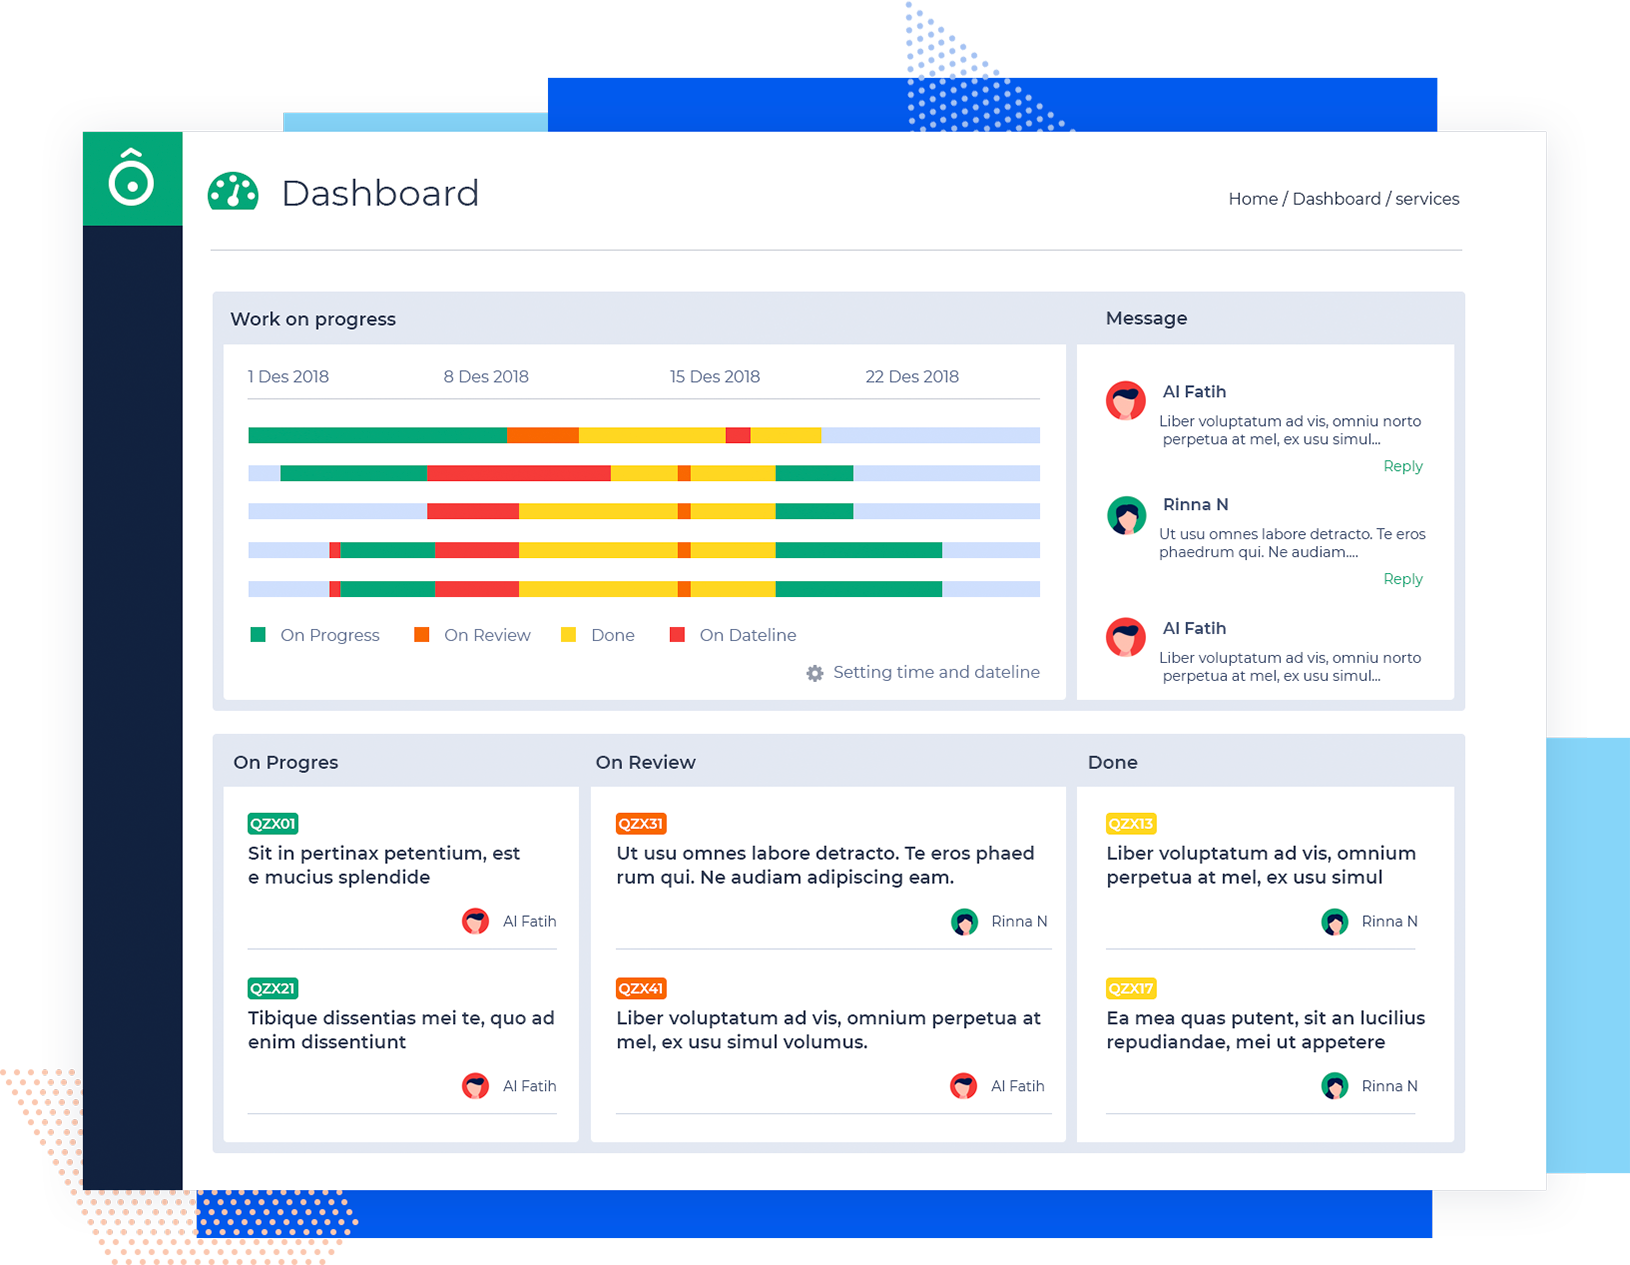 Dashboard
Home / Dashboard / services
Work on progress
1 Des 2018
8 Des 2018
15 Des 2018
22 Des 2018
On Progress
On Review
Done
On Dateline
Setting time and dateline
Message
Al Fatih
Liber voluptatum ad vis, omniu norto
perpetua at mel, ex usu simul...
Reply
Rinna N
Ut usu omnes labore detracto. Te eros
phaedrum qui. Ne audiam....
Reply
Al Fatih
Liber voluptatum ad vis, omniu norto
perpetua at mel, ex usu simul...
On Progres
QZX01
Sit in pertinax petentium, est
e mucius splendide
Al Fatih
QZX21
Tibique dissentias mei te, quo ad
enim dissentiunt
Al Fatih
On Review
QZX31
Ut usu omnes labore detracto. Te eros phaed
rum qui. Ne audiam adipiscing eam.
Rinna N
QZX41
Liber voluptatum ad vis, omnium perpetua at
mel, ex usu simul volumus.
Al Fatih
Done
QZX13
Liber voluptatum ad vis, omnium
perpetua at mel, ex usu simul
Rinna N
QZX17
Ea mea quas putent, sit an lucilius
repudiandae, mei ut appetere
Rinna N